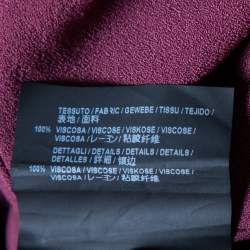 TESSUTO / FABRIC / GEWEBE / TISSU / TEJIDO /
表地 / 面料
100% VISCOSA / VISCOSE / VISKOSE / VISCOSE /
VISCOSA / レーヨン / 粘胶纤维
DETTAGLI / DETAILS / DETAILS / DETAILS /
DETALLES / 詳細 / 镶边
100% VISCOSA / VISCOSE / VISKOSE / VISCOSE /
VISCOSA / レーヨン / 粘胶纤维